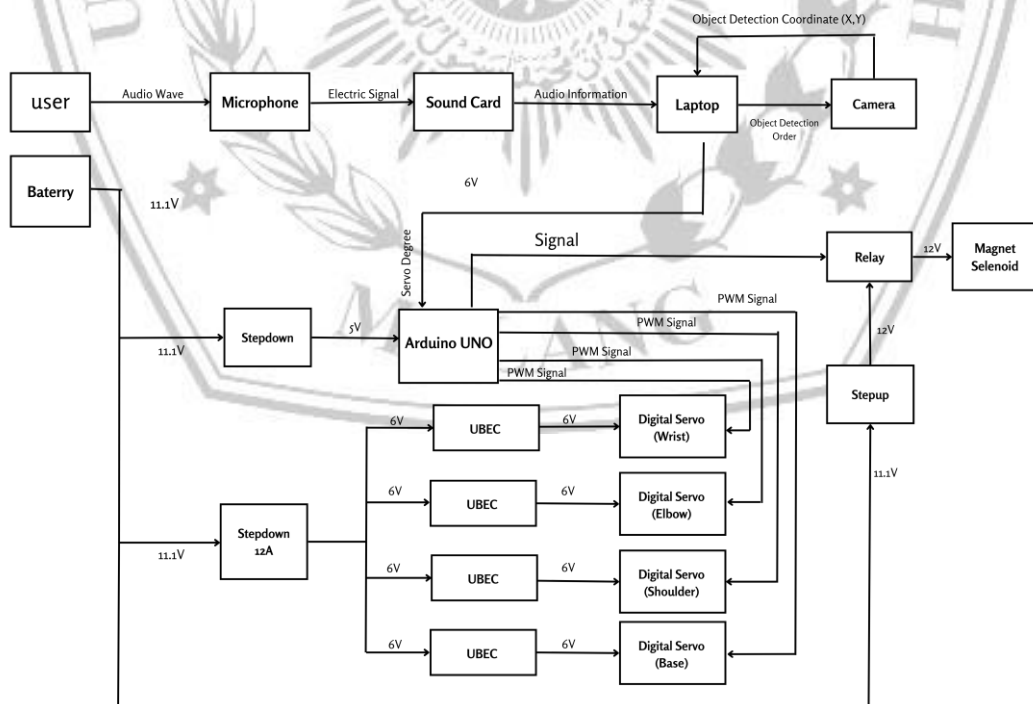 Object Detection Coordinate (X,Y)
user
Audio Wave
Microphone
Electric Signal
Sound Card
Audio Information
Laptop
Object Detection
Order
Camera
Baterry
11.1V
6V
Servo Degree
Signal
Relay
12V
Magnet
Selenoid
PWM Signal
12V
11.1V
Stepdown
5V
Arduino UNO
PWM Signal
PWM Signal
PWM Signal
Stepup
6V
UBEC
6V
Digital Servo
(Wrist)
11.1V
6V
UBEC
6V
Digital Servo
(Elbow)
11.1V
Stepdown
12A
6V
UBEC
6V
Digital Servo
(Shoulder)
6V
UBEC
6V
Digital Servo
(Base)